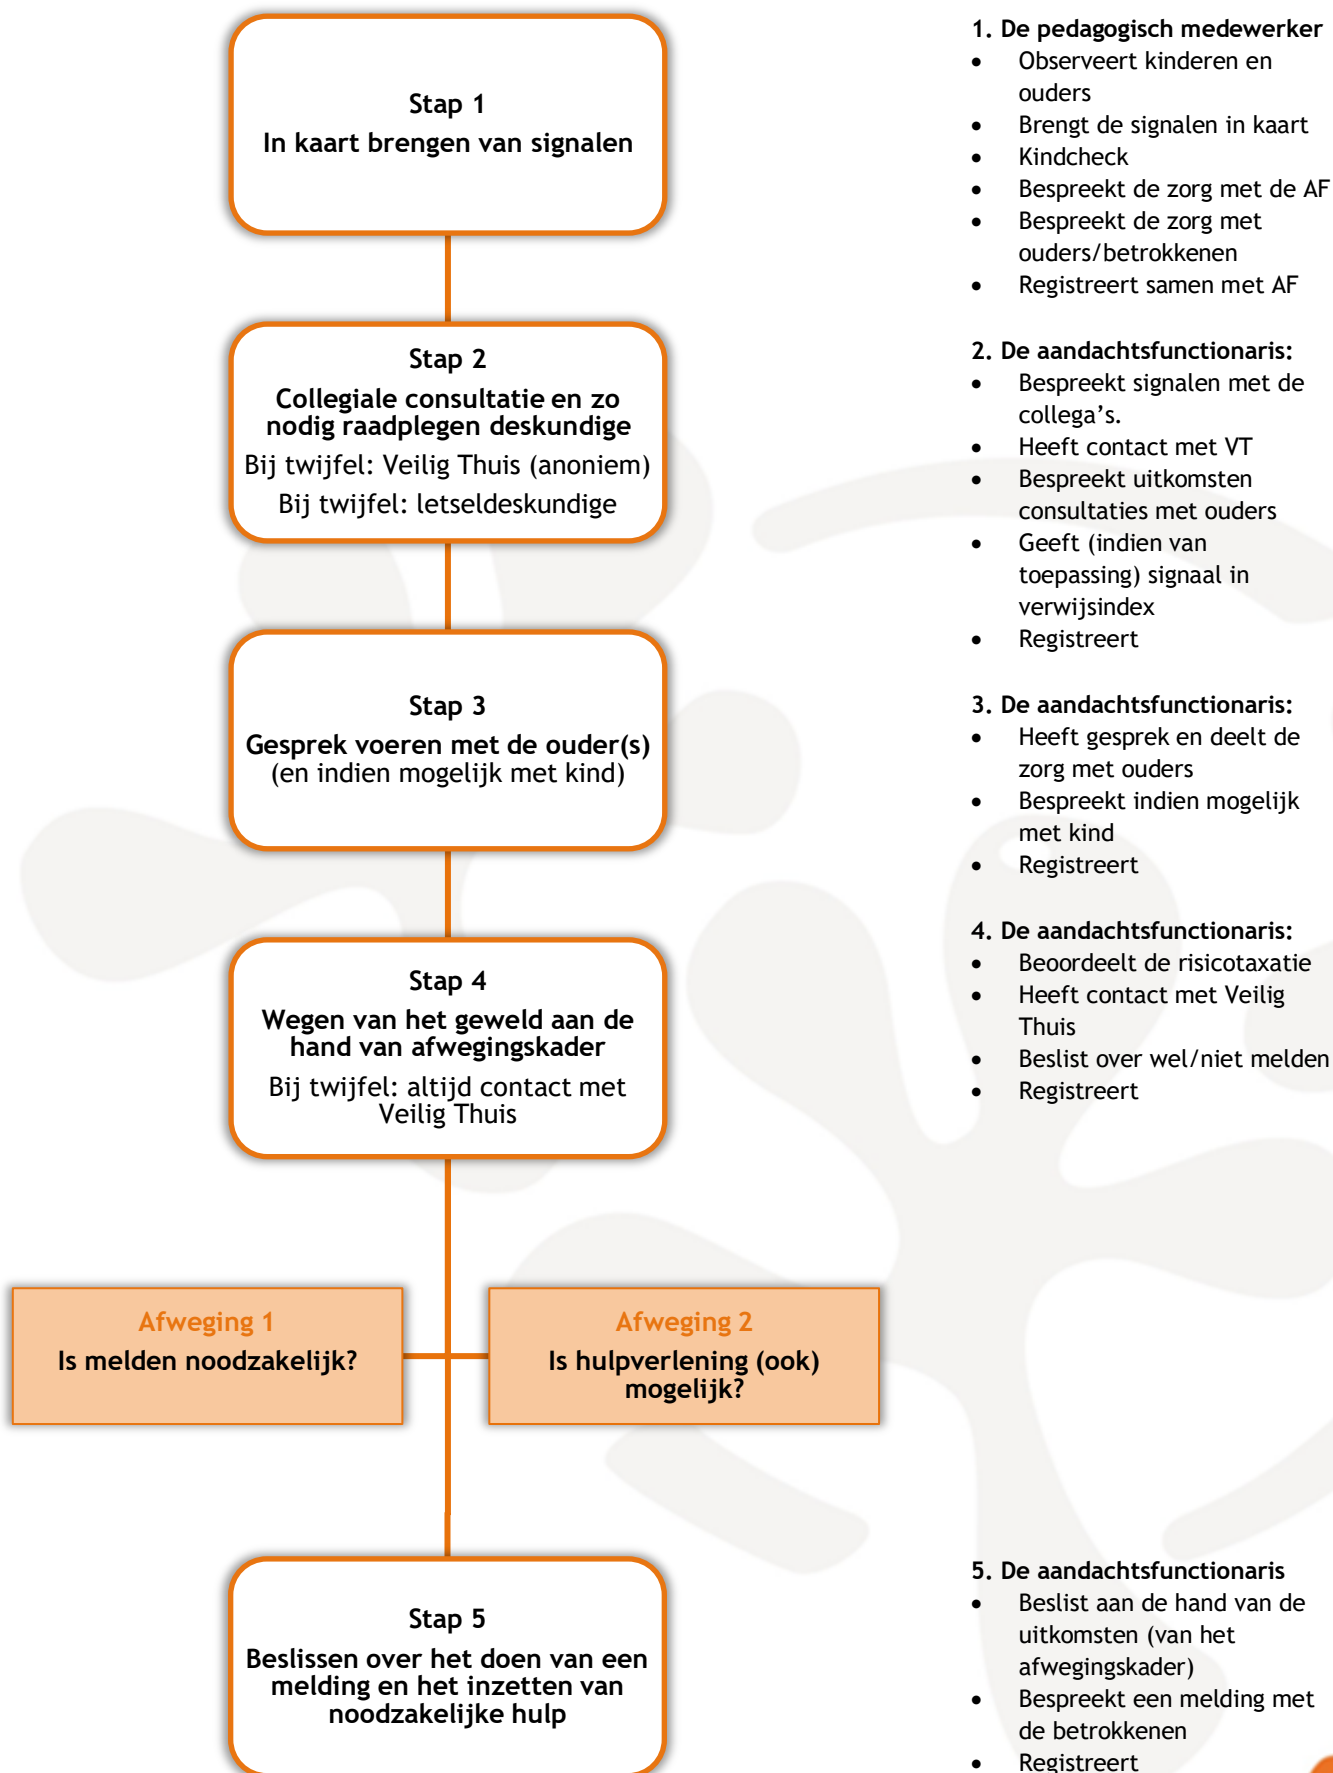 Stap 1
In kaart brengen van signalen
Stap 2
Collegiale consultatie en zo
nodig raadplegen deskundige
Bij twijfel: Veilig Thuis (anoniem)
Bij twijfel: letseldeskundige
Stap 3
Gesprek voeren met de ouder(s)
(en indien mogelijk met kind)
Stap 4
Wegen van het geweld aan de
hand van afwegingskader
Bij twijfel: altijd contact met
Veilig Thuis
Afweging 1
Is melden noodzakelijk?
Afweging 2
Is hulpverlening (ook)
mogelijk?
Stap 5
Beslissen over het doen van een
melding en het inzetten van
noodzakelijke hulp
1. De pedagogisch medewerker
• Observeert kinderen en
ouders
• Brengt de signalen in kaart
• Kindcheck
• Bespreekt de zorg met de AF
• Bespreekt de zorg met
ouders/betrokkenen
• Registreert samen met AF
2. De aandachtsfunctionaris:
• Bespreekt signalen met de
collega’s.
• Heeft contact met VT
• Bespreekt uitkomsten
consultaties met ouders
• Geeft (indien van
toepassing) signaal in
verwijsindex
• Registreert
3. De aandachtsfunctionaris:
• Heeft gesprek en deelt de
zorg met ouders
• Bespreekt indien mogelijk
met kind
• Registreert
4. De aandachtsfunctionaris:
• Beoordeelt de risicotaxatie
• Heeft contact met Veilig
Thuis
• Beslist over wel/niet melden
• Registreert
5. De aandachtsfunctionaris
• Beslist aan de hand van de
uitkomsten (van het
afwegingskader)
• Bespreekt een melding met
de betrokkenen
• Registreert